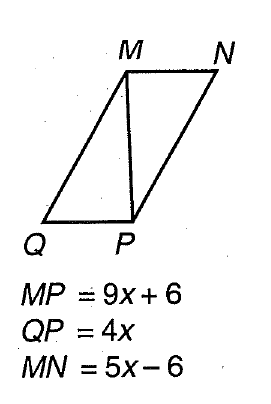 M N
Q P
MP = 9x + 6
QP = 4x
MN = 5x - 6